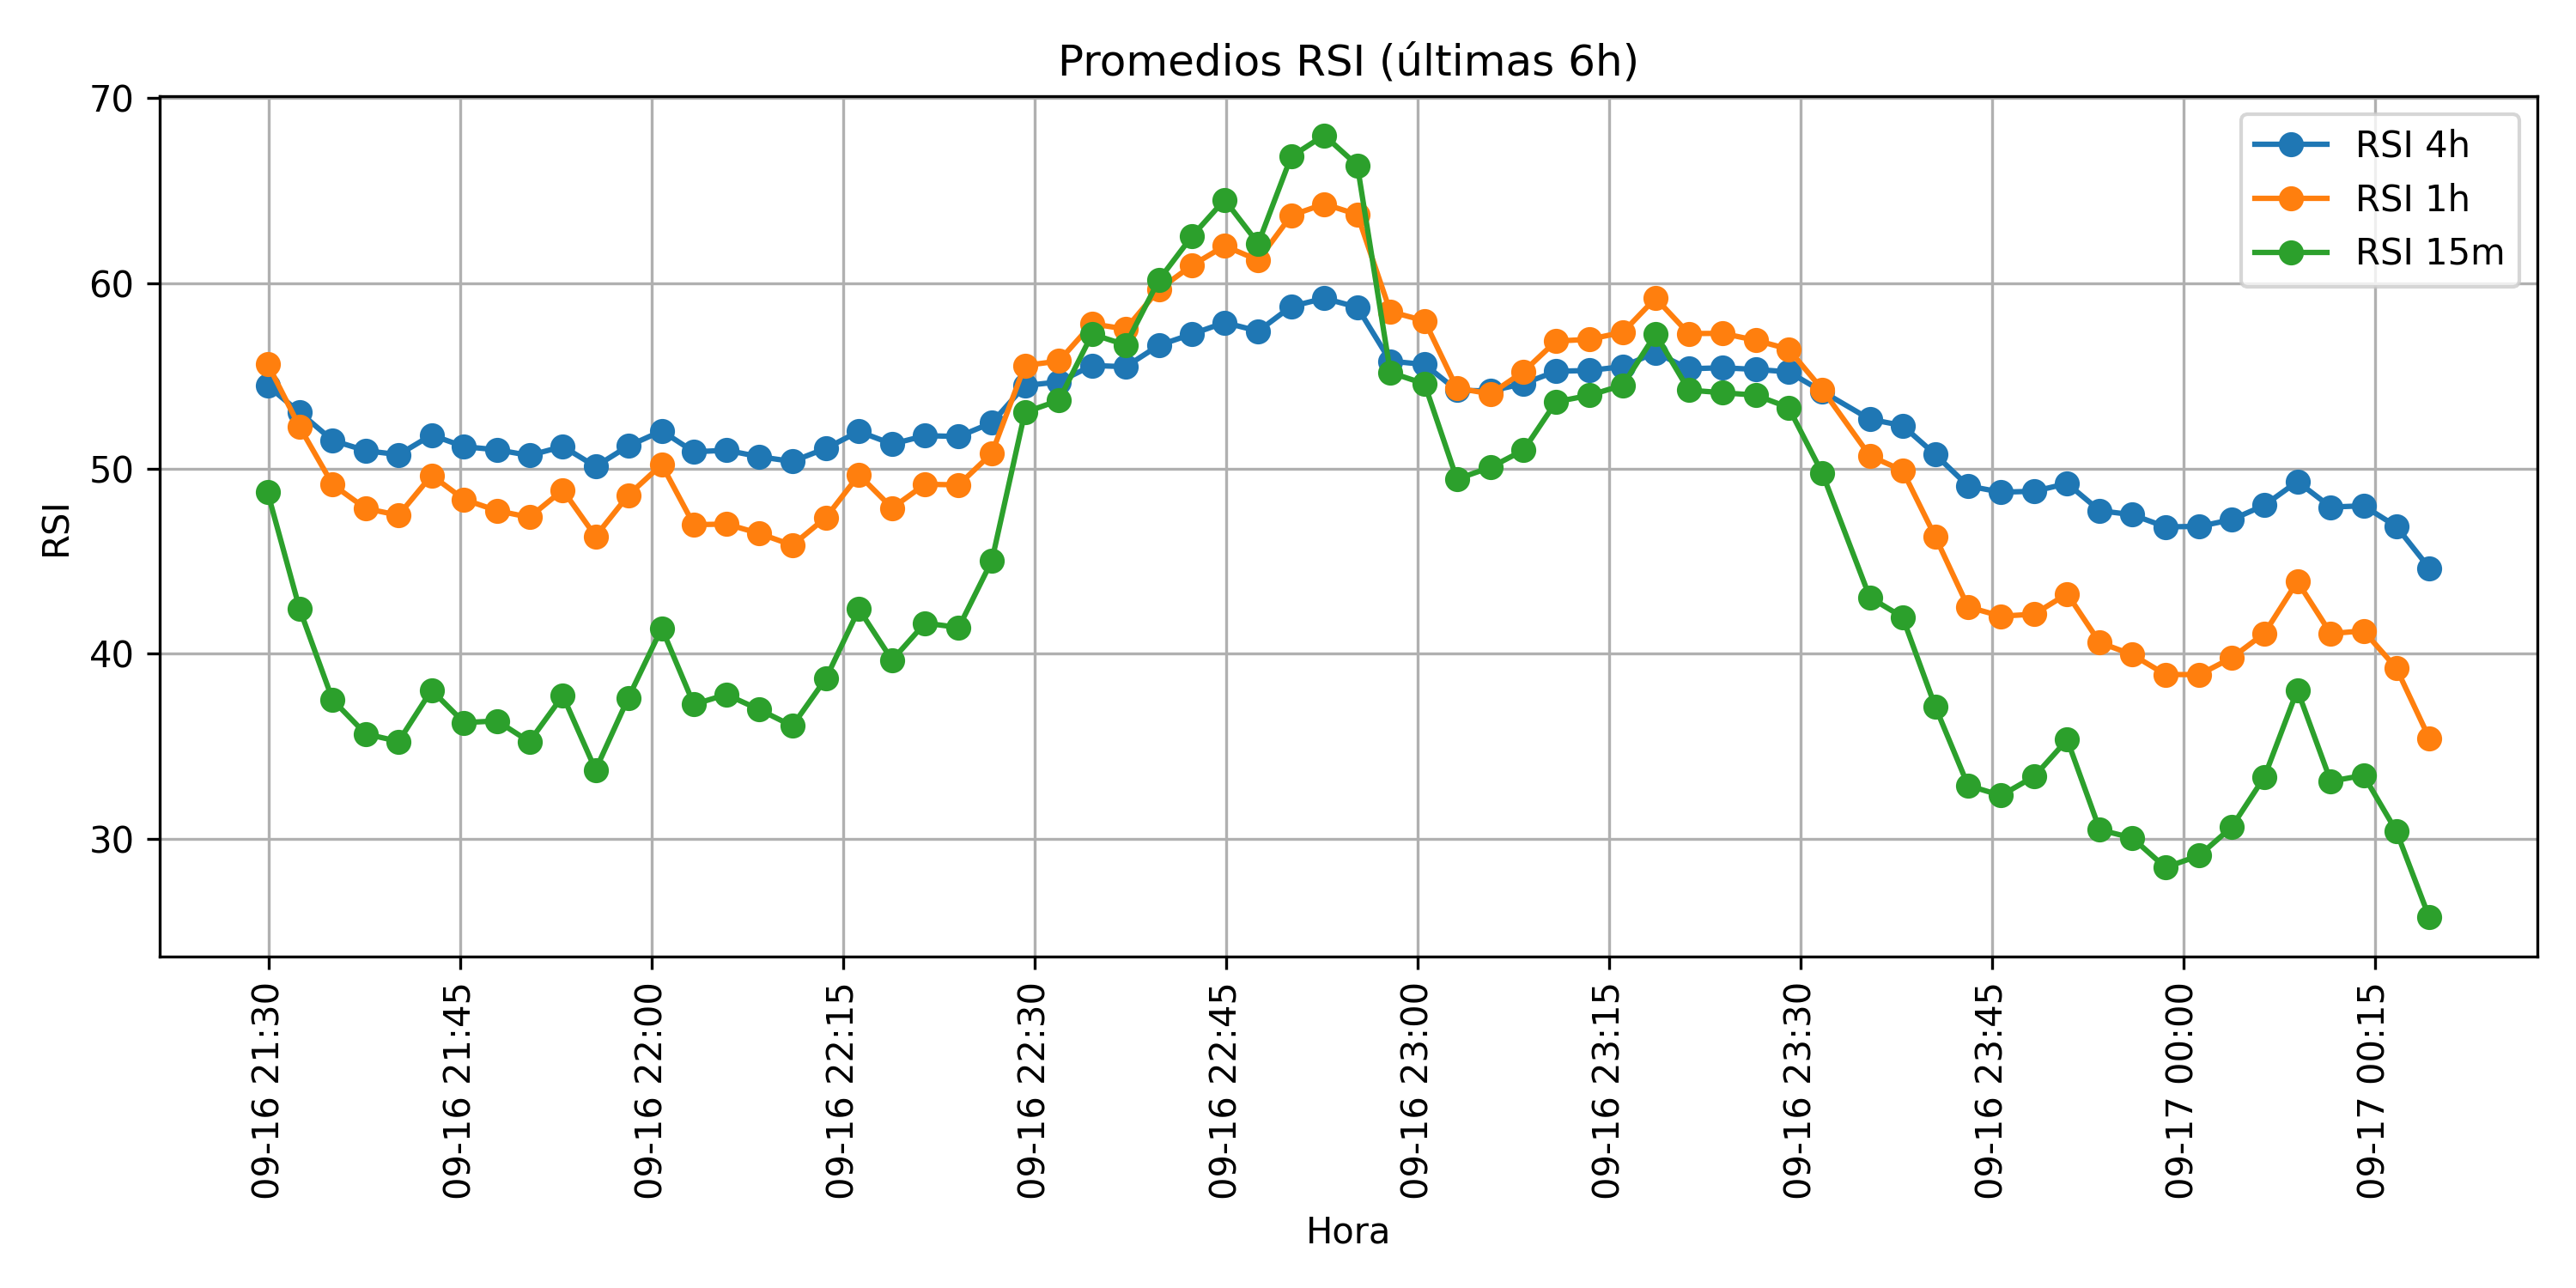 Promedios RSI (últimas 6h)
RSI 4h
RSI 1h
RSI 15m
RSI
70
60
50
40
30
09-16 21:30
09-16 21:45
09-16 22:00
09-16 22:15
09-16 22:30
09-16 22:45
09-16 23:00
09-16 23:15
09-16 23:30
09-16 23:45
09-17 00:00
09-17 00:15
Hora